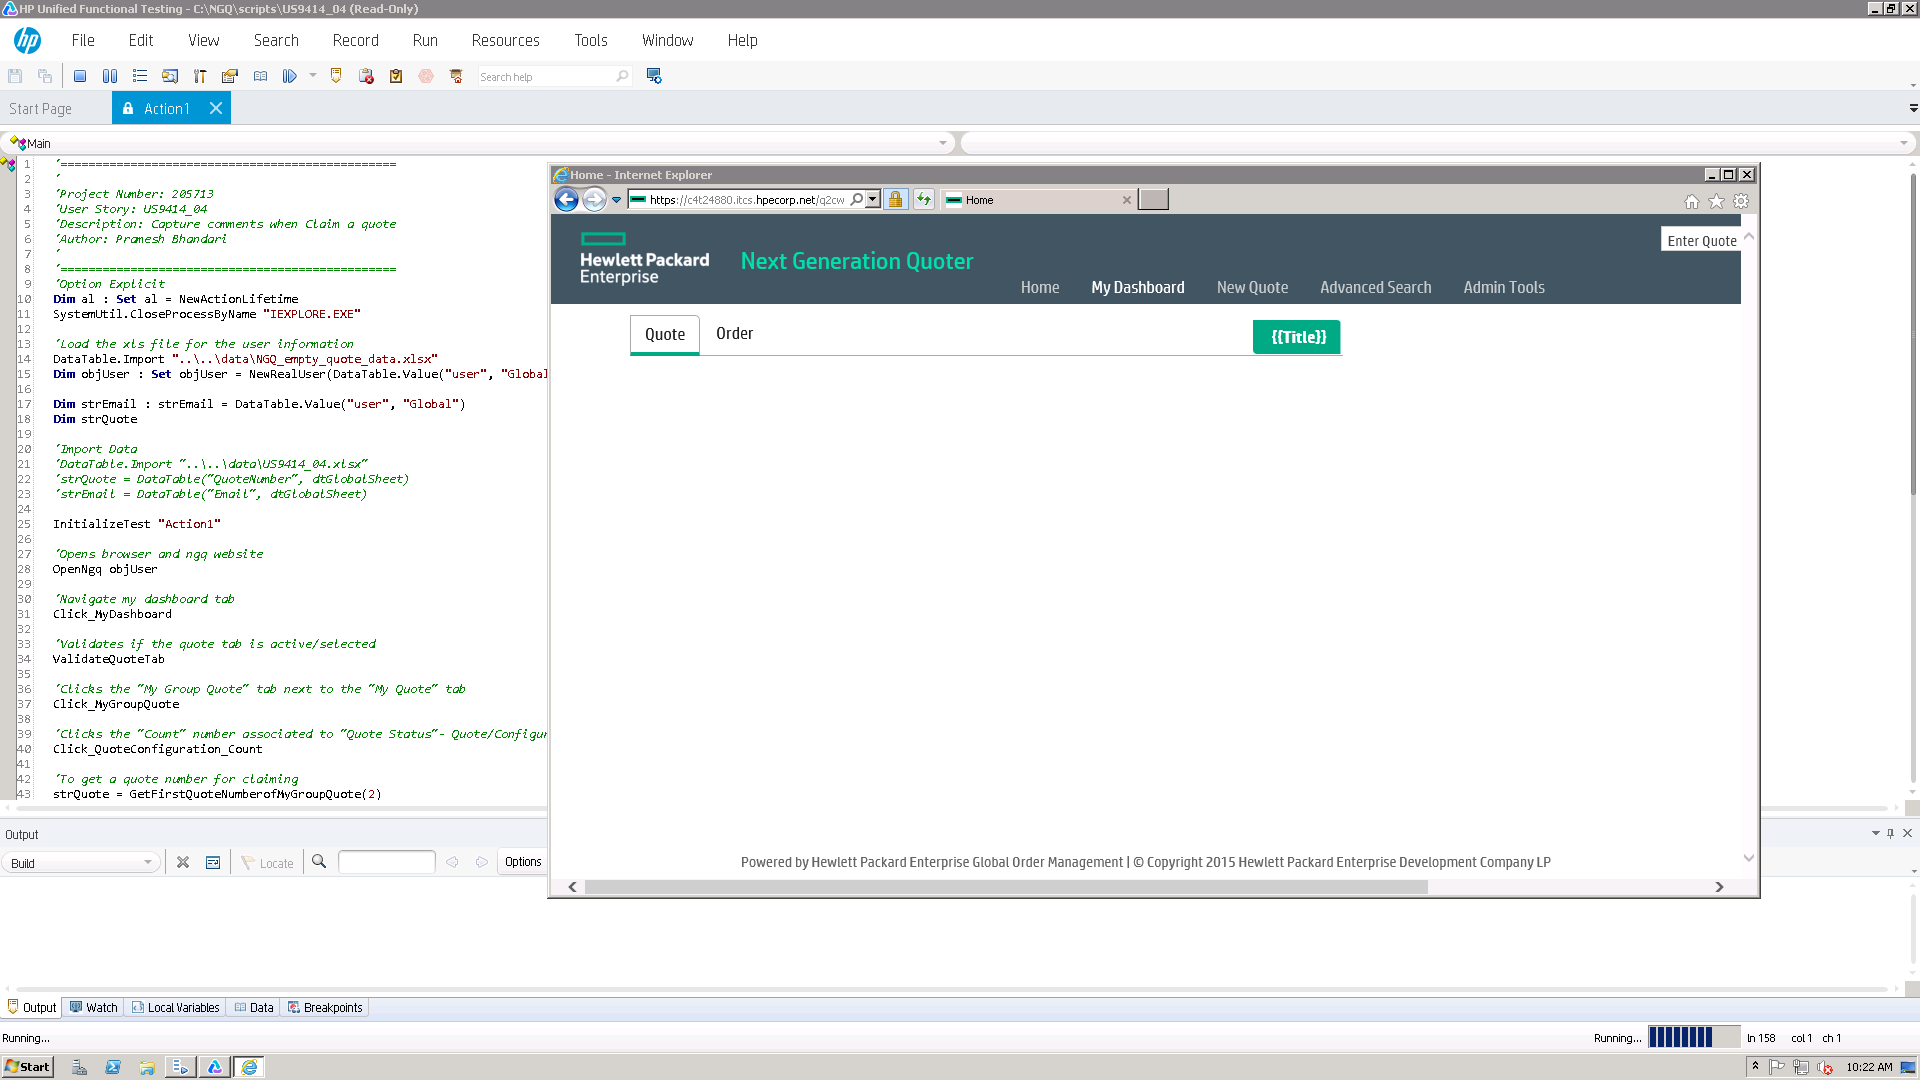 HP Unified Functional Testing - C:\NGQ\scripts\US9414_04 (Read-Only)
File Edit View Search Record Run Resources Tools Window Help
Search help
Start Page Action1
Main
1 '================================================
2 '
3 'Project Number: 205713
4 'User Story: US9414_04
5 'Description: Capture comments when Claim a quote
6 'Author: Pramesh Bhandari
7 '
8 '================================================
9 'Option Explicit
10 Dim al : Set al = NewActionLifetime
11 SystemUtil.CloseProcessByName "IEXPLORE.EXE"
12
13 'Load the xls file for the user information
14 DataTable.Import "..\..\data\NGQ_empty_quote_data.xlsx"
15 Dim objUser : Set objUser = NewRealUser(DataTable.Value("user", "Global
16
17 Dim strEmail : strEmail = DataTable.Value("user", "Global")
18 Dim strQuote
19
20 'Import Data
21 'DataTable.Import "..\..\data\US9414_04.xlsx"
22 'strQuote = DataTable("QuoteNumber", dtGlobalSheet)
23 'strEmail = DataTable("Email", dtGlobalSheet)
24
25 InitializeTest "Action1"
26
27 'Opens browser and ngq website
28 OpenNgq objUser
29
30 'Navigate my dashboard tab
31 Click_MyDashboard
32
33 'Validates if the quote tab is active/selected
34 ValidateQuoteTab
35
36 'Clicks the "My Group Quote" tab next to the "My Quote" tab
37 Click_MyGroupQuote
38
39 'Clicks the "Count" number associated to "Quote Status"- Quote/Configur
40 Click_QuoteConfiguration_Count
41
42 'To get a quote number for claiming
43 strQuote = GetFirstQuoteNumberofMyGroupQuote(2)
Home - Internet Explorer
https://c4t24880.itcs.hpecorp.net/q2cw
Home
Hewlett Packard
Enterprise
Next Generation Quoter
Enter Quote
Home My Dashboard New Quote Advanced Search Admin Tools
Quote Order {{Title}}
Powered by Hewlett Packard Enterprise Global Order Management | © Copyright 2015 Hewlett Packard Enterprise Development Company LP
Output
Build Locate Options
Output Watch Local Variables Data Breakpoints
Running... Running... ln 158 col 1 ch 1
Start 10:22 AM